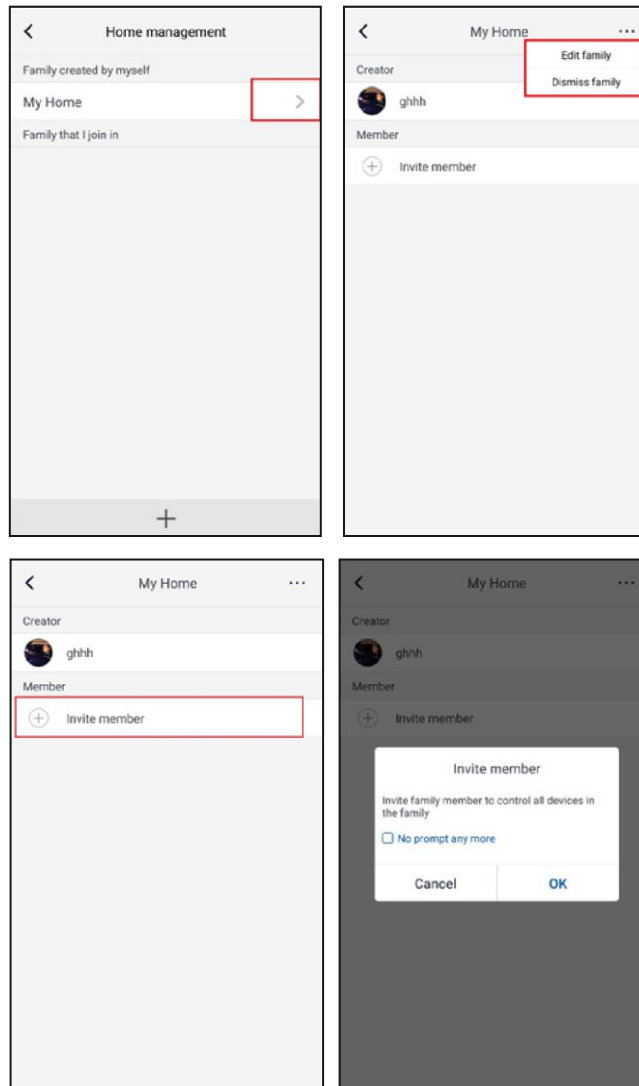 Home management
Family created by myself
My Home
Family that I join in
My Home
Edit family
Dismiss family
Creator
ghhh
Member
Invite member
My Home
Creator
ghhh
Member
Invite member
My Home
Creator
ghhh
Member
Invite member
Invite member
Invite family member to control all devices in
the family
No prompt any more
Cancel OK